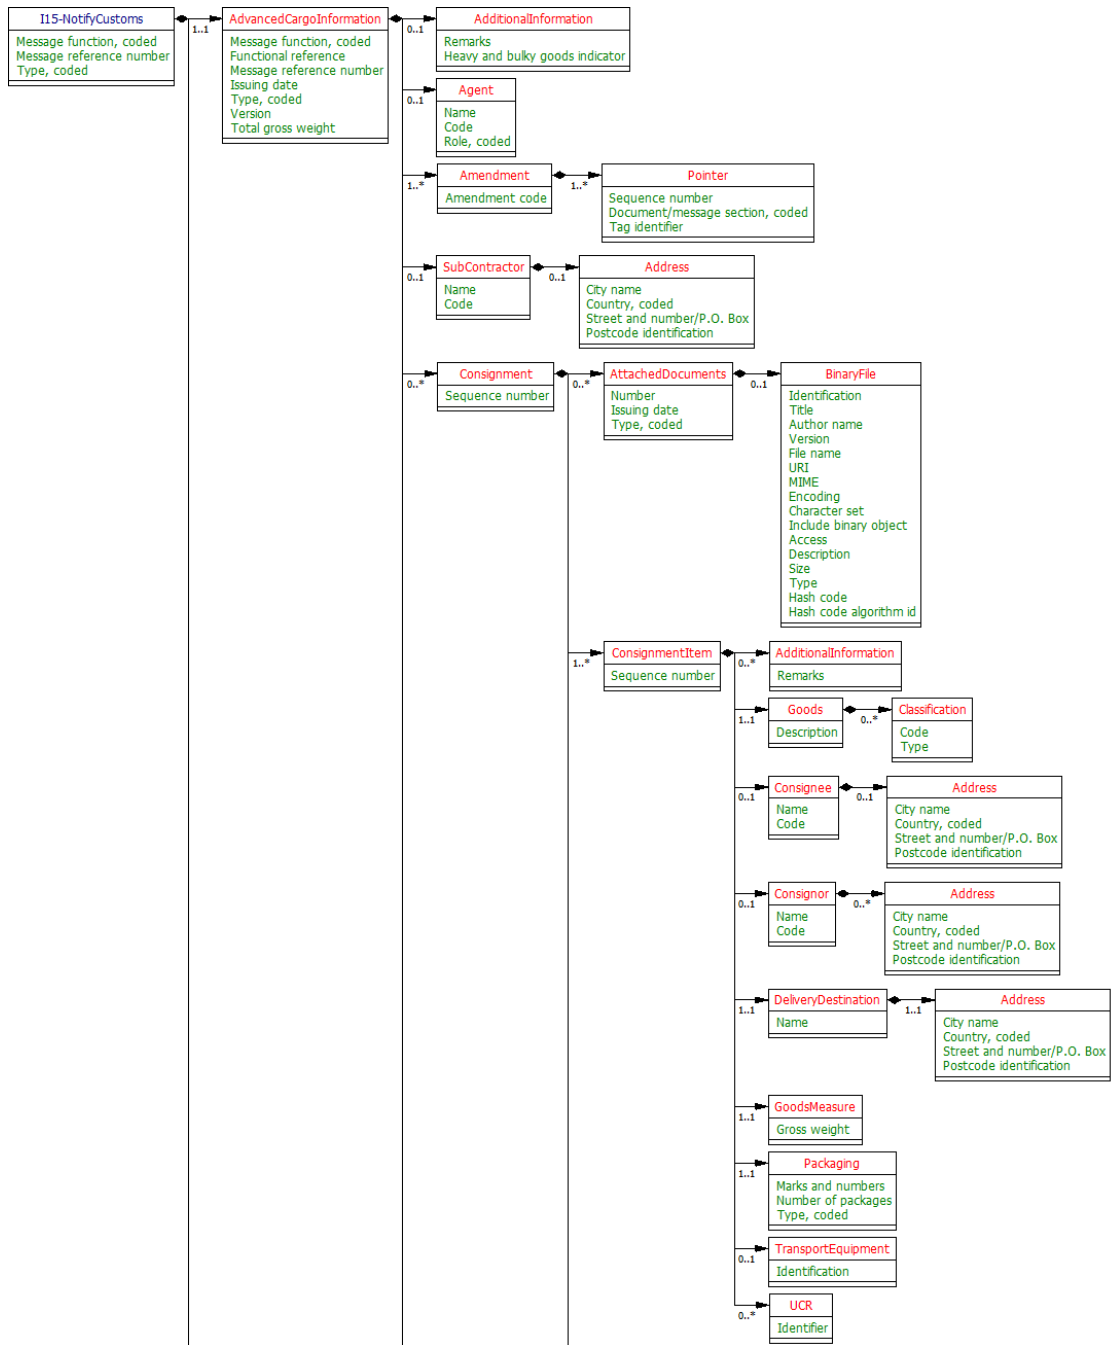 I15-NotifyCustoms
Message function, coded
Message reference number
Type, coded
1..1
AdvancedCargoInformation
Message function, coded
Functional reference
Message reference number
Issuing date
Type, coded
Version
Total gross weight
0..1
AdditionalInformation
Remarks
Heavy and bulky goods indicator
0..1
Agent
Name
Code
Role, coded
1..*
Amendment
Amendment code
1..*
Pointer
Sequence number
Document/message section, coded
Tag identifier
0..1
SubContractor
Name
Code
0..1
Address
City name
Country, coded
Street and number/P.O. Box
Postcode identification
0..*
Consignment
Sequence number
0..*
AttachedDocuments
Number
Issuing date
Type, coded
0..1
BinaryFile
Identification
Title
Author name
Version
File name
URI
MIME
Encoding
Character set
Include binary object
Access
Description
Size
Type
Hash code
Hash code algorithm id
1..*
ConsignmentItem
Sequence number
0..*
AdditionalInformation
Remarks
1..1
Goods
Description
0..*
Classification
Code
Type
0..1
Consignee
Name
Code
0..1
Address
City name
Country, coded
Street and number/P.O. Box
Postcode identification
0..1
Consignor
Name
Code
0..*
Address
City name
Country, coded
Street and number/P.O. Box
Postcode identification
1..1
DeliveryDestination
Name
1..1
Address
City name
Country, coded
Street and number/P.O. Box
Postcode identification
1..1
GoodsMeasure
Gross weight
1..1
Packaging
Marks and numbers
Number of packages
Type, coded
0..1
TransportEquipment
Identification
0..*
UCR
Identifier